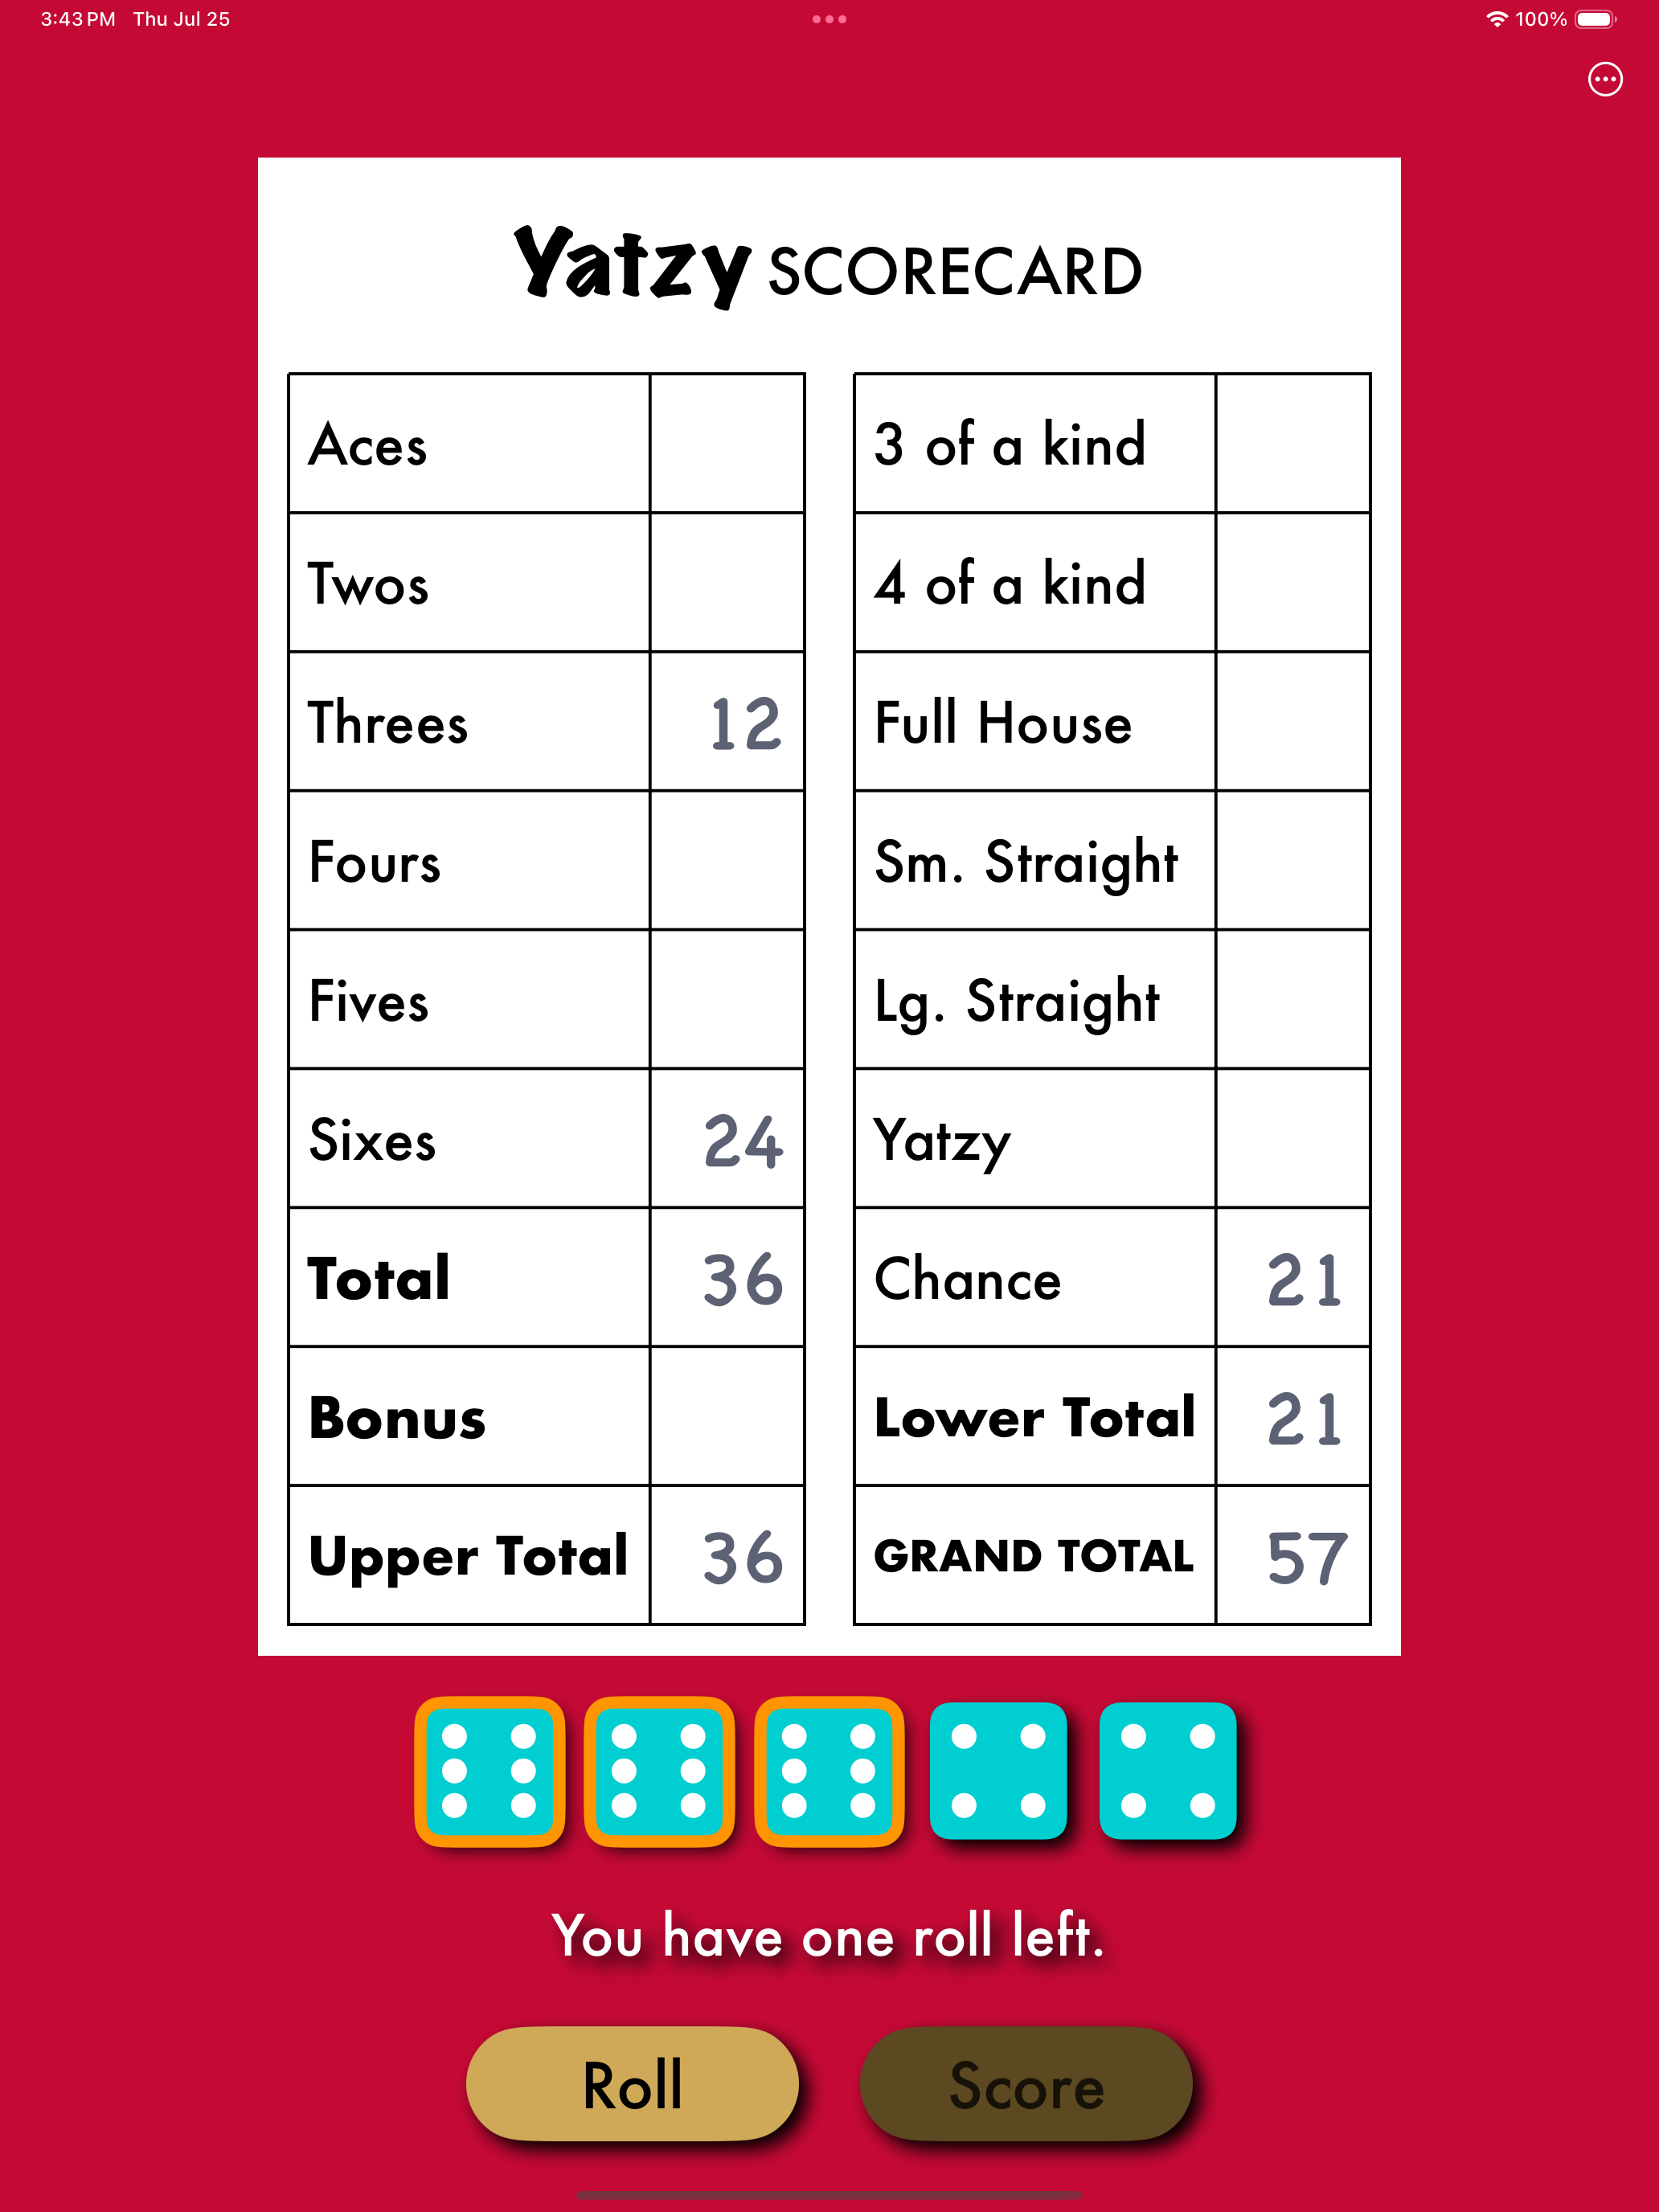 3:43 PM Thu Jul 25
100%
Yatzy SCORECARD
Aces
Twos
Threes 12
Fours
Fives
Sixes 24
Total 36
Bonus
Upper Total 36
3 of a kind
4 of a kind
Full House
Sm. Straight
Lg. Straight
Yatzy
Chance 21
Lower Total 21
GRAND TOTAL 57
You have one roll left.
Roll
Score